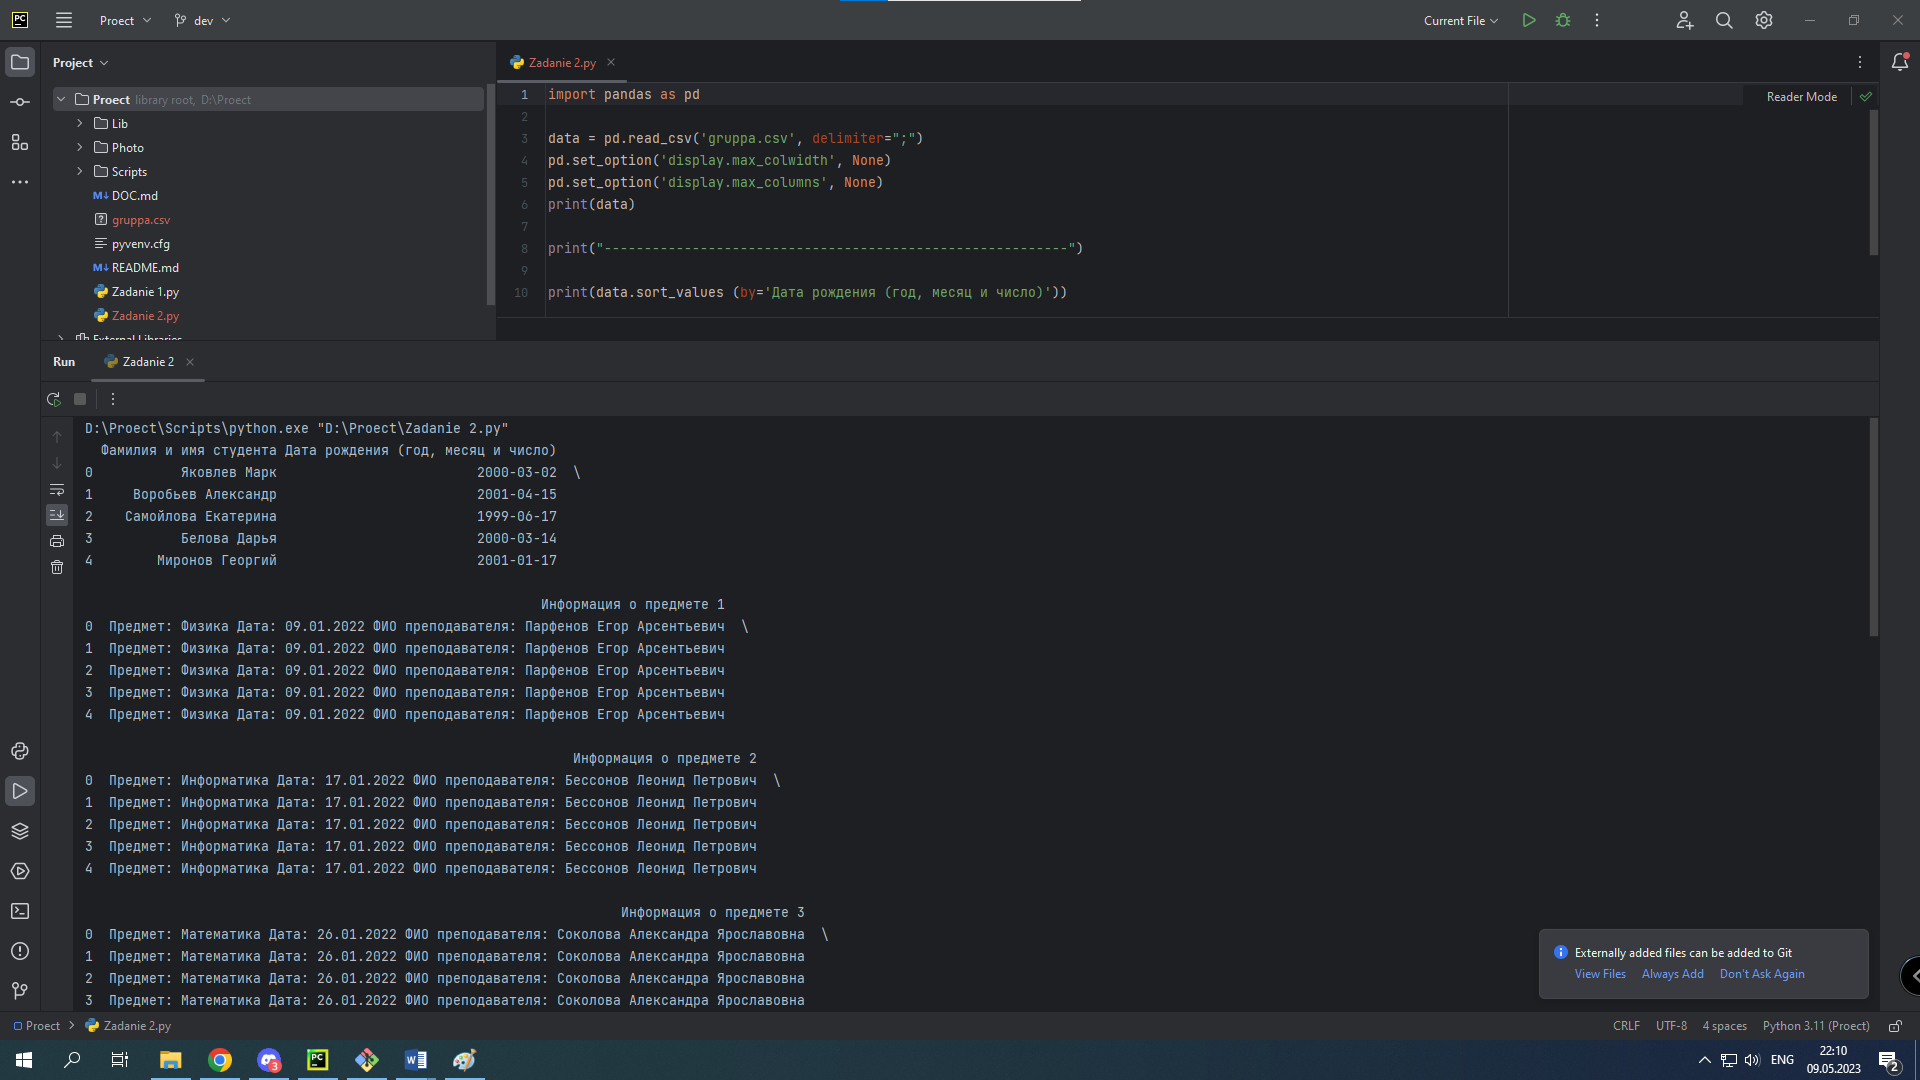 PC Proect dev Current File
Project
Proect library root, D:\Proect
Lib
Photo
Scripts
M↓ DOC.md
gruppa.csv
pyvenv.cfg
M↓ README.md
Zadanie 1.py
Zadanie 2.py
External Libraries
Zadanie 2.py
Reader Mode
1 import pandas as pd
2
3 data = pd.read_csv('gruppa.csv', delimiter=";")
4 pd.set_option('display.max_colwidth', None)
5 pd.set_option('display.max_columns', None)
6 print(data)
7
8 print("----------------------------------------------------------")
9
10 print(data.sort_values (by='Дата рождения (год, месяц и число)'))
Run Zadanie 2
D:\Proect\Scripts\python.exe "D:\Proect\Zadanie 2.py"
Фамилия и имя студента Дата рождения (год, месяц и число)
0 Яковлев Марк 2000-03-02 \
1 Воробьев Александр 2001-04-15
2 Самойлова Екатерина 1999-06-17
3 Белова Дарья 2000-03-14
4 Миронов Георгий 2001-01-17
Информация о предмете 1
0 Предмет: Физика Дата: 09.01.2022 ФИО преподавателя: Парфенов Егор Арсентьевич \
1 Предмет: Физика Дата: 09.01.2022 ФИО преподавателя: Парфенов Егор Арсентьевич
2 Предмет: Физика Дата: 09.01.2022 ФИО преподавателя: Парфенов Егор Арсентьевич
3 Предмет: Физика Дата: 09.01.2022 ФИО преподавателя: Парфенов Егор Арсентьевич
4 Предмет: Физика Дата: 09.01.2022 ФИО преподавателя: Парфенов Егор Арсентьевич
Информация о предмете 2
0 Предмет: Информатика Дата: 17.01.2022 ФИО преподавателя: Бессонов Леонид Петрович \
1 Предмет: Информатика Дата: 17.01.2022 ФИО преподавателя: Бессонов Леонид Петрович
2 Предмет: Информатика Дата: 17.01.2022 ФИО преподавателя: Бессонов Леонид Петрович
3 Предмет: Информатика Дата: 17.01.2022 ФИО преподавателя: Бессонов Леонид Петрович
4 Предмет: Информатика Дата: 17.01.2022 ФИО преподавателя: Бессонов Леонид Петрович
Информация о предмете 3
0 Предмет: Математика Дата: 26.01.2022 ФИО преподавателя: Соколова Александра Ярославовна \
1 Предмет: Математика Дата: 26.01.2022 ФИО преподавателя: Соколова Александра Ярославовна
2 Предмет: Математика Дата: 26.01.2022 ФИО преподавателя: Соколова Александра Ярославовна
3 Предмет: Математика Дата: 26.01.2022 ФИО преподавателя: Соколова Александра Ярославовна
Externally added files can be added to Git
View Files Always Add Don't Ask Again
Proect > Zadanie 2.py CRLF UTF-8 4 spaces Python 3.11 (Proect)
3 PC W ENG 22:10
09.05.2023 2